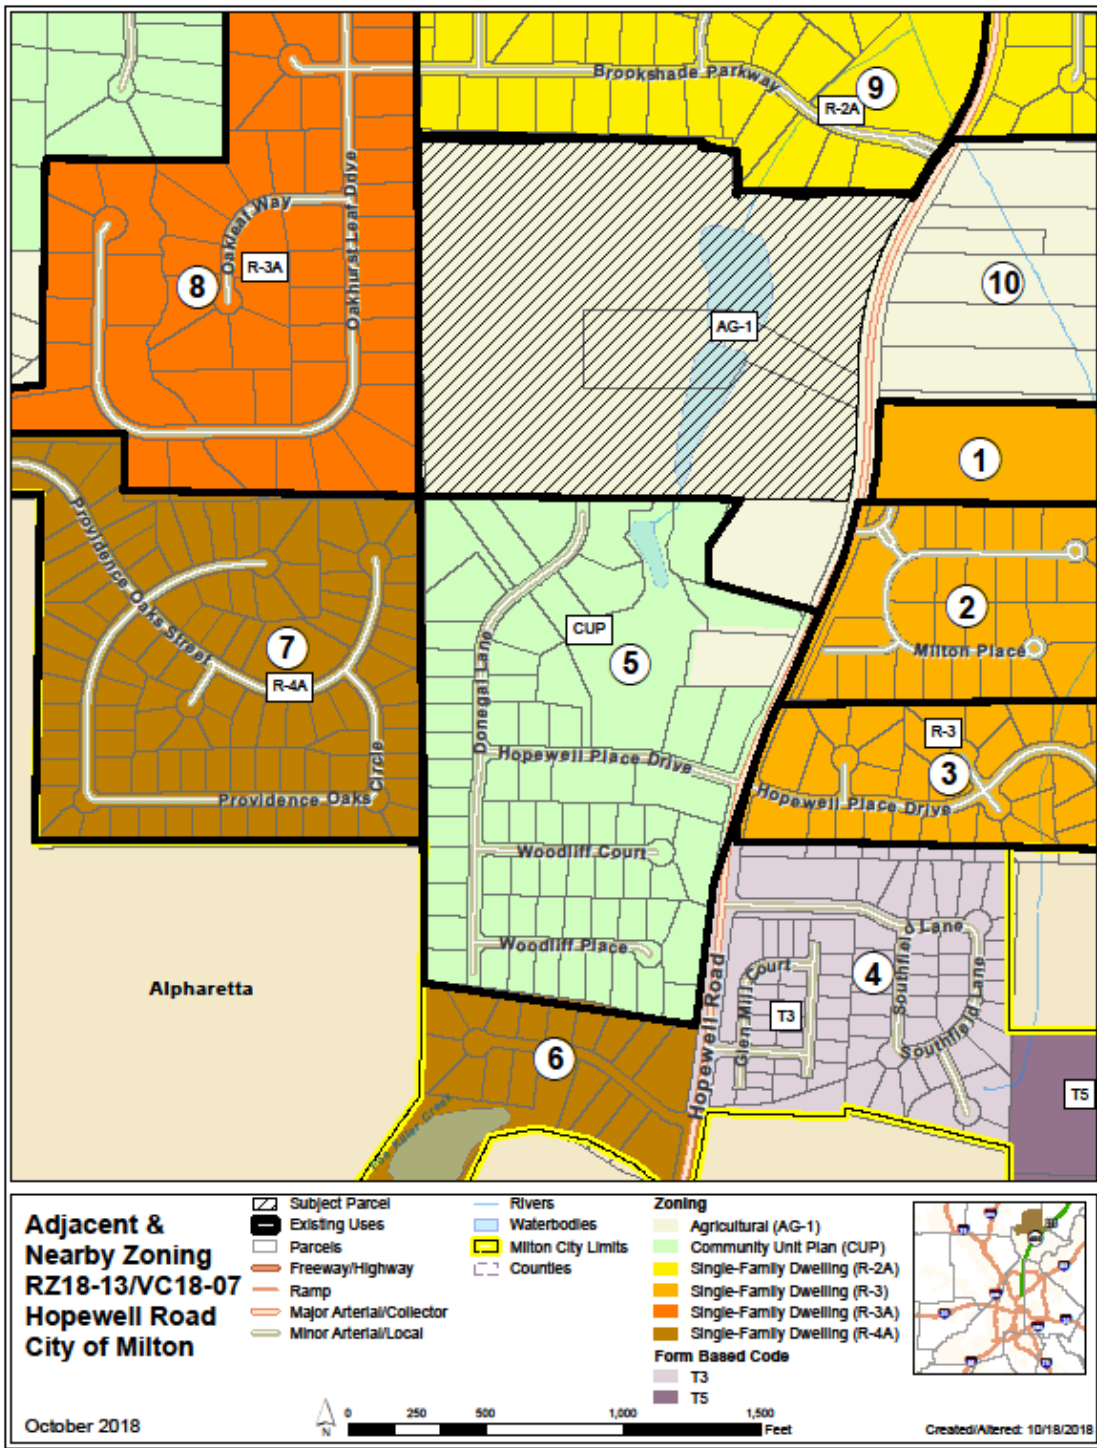 Brookshade Parkway
9
R-2A
Oakleaf Way
R-3A
8
Oakhurst Leaf Drive
10
AG-1
1
Providence Oaks Street
7
R-4A
Providence Oaks Circle
CUP
5
Donegal Lane
2
Milton Place
R-3
3
Hopewell Place Drive
Hopewell Place Drive
Woodliff Court
Woodliff Place
Alpharetta
4
Southfield Lane
Southfield Lane
Glen Mill Court
T3
Hopewell Road
6
T5
Adjacent &
Nearby Zoning
RZ18-13/VC18-07
Hopewell Road
City of Milton
October 2018
Subject Parcel
Existing Uses
Parcels
Freeway/Highway
Ramp
Major Arterial/Collector
Minor Arterial/Local
Rivers
Waterbodies
Milton City Limits
Counties
Zoning
Agricultural (AG-1)
Community Unit Plan (CUP)
Single-Family Dwelling (R-2A)
Single-Family Dwelling (R-3)
Single-Family Dwelling (R-3A)
Single-Family Dwelling (R-4A)
Form Based Code
T3
T5
N
0 250 500 1,000 1,500
Feet
Created/Altered: 10/18/2018